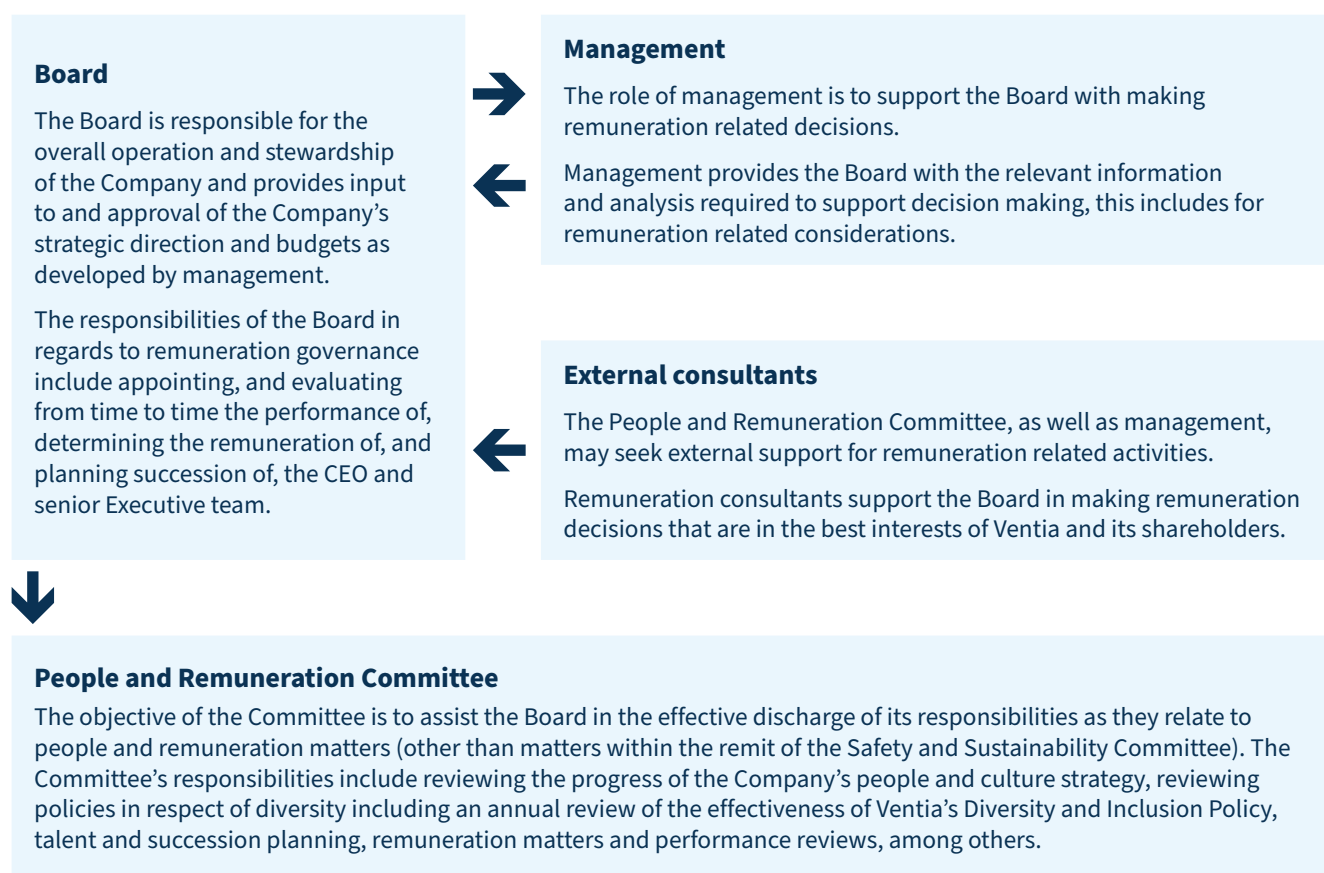 Board
The Board is responsible for the
overall operation and stewardship
of the Company and provides input
to and approval of the Company’s
strategic direction and budgets as
developed by management.
The responsibilities of the Board in
regards to remuneration governance
include appointing, and evaluating
from time to time the performance of,
determining the remuneration of, and
planning succession of, the CEO and
senior Executive team.
Management
The role of management is to support the Board with making
remuneration related decisions.
Management provides the Board with the relevant information
and analysis required to support decision making, this includes for
remuneration related considerations.
External consultants
The People and Remuneration Committee, as well as management,
may seek external support for remuneration related activities.
Remuneration consultants support the Board in making remuneration
decisions that are in the best interests of Ventia and its shareholders.
People and Remuneration Committee
The objective of the Committee is to assist the Board in the effective discharge of its responsibilities as they relate to
people and remuneration matters (other than matters within the remit of the Safety and Sustainability Committee). The
Committee’s responsibilities include reviewing the progress of the Company’s people and culture strategy, reviewing
policies in respect of diversity including an annual review of the effectiveness of Ventia’s Diversity and Inclusion Policy,
talent and succession planning, remuneration matters and performance reviews, among others.